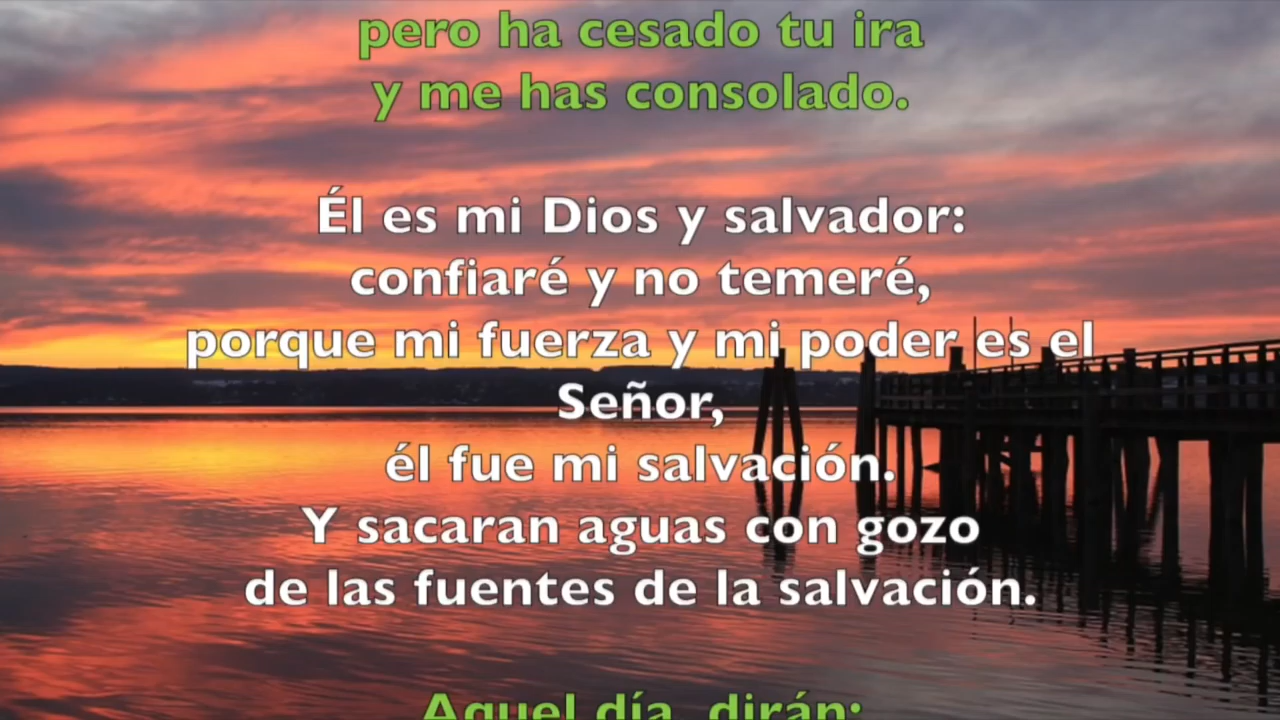 pero ha cesado tu ira
y me has consolado.
Él es mi Dios y salvador:
confiaré y no temeré,
porque mi fuerza y mi poder es el
Señor,
él fue mi salvación.
Y sacaran aguas con gozo
de las fuentes de la salvación.
Aquel día, dirán: